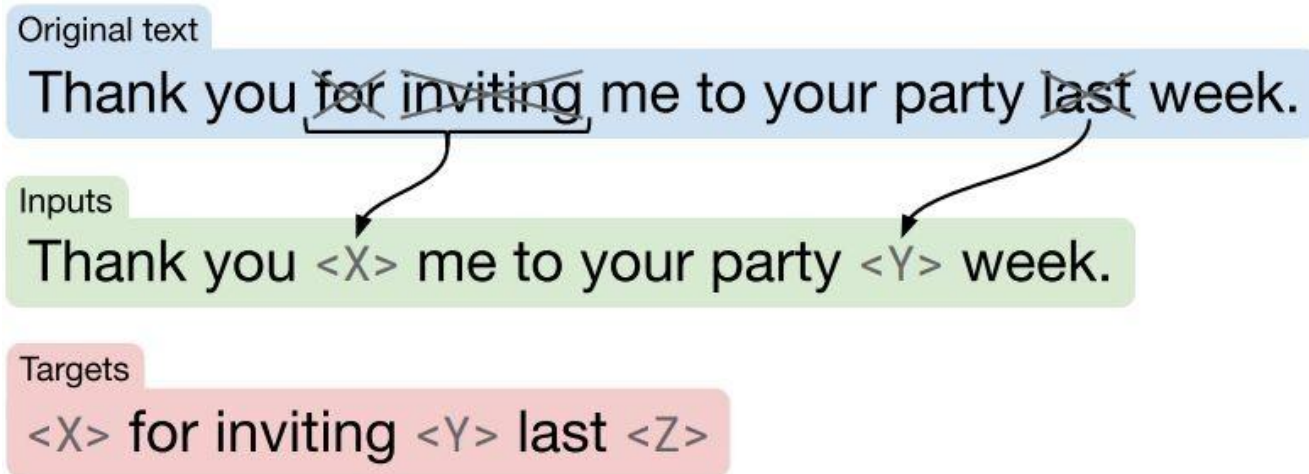 Original text
Thank you for inviting me to your party last week.
Inputs
Thank you <X> me to your party <Y> week.
Targets
<X> for inviting <Y> last <Z>